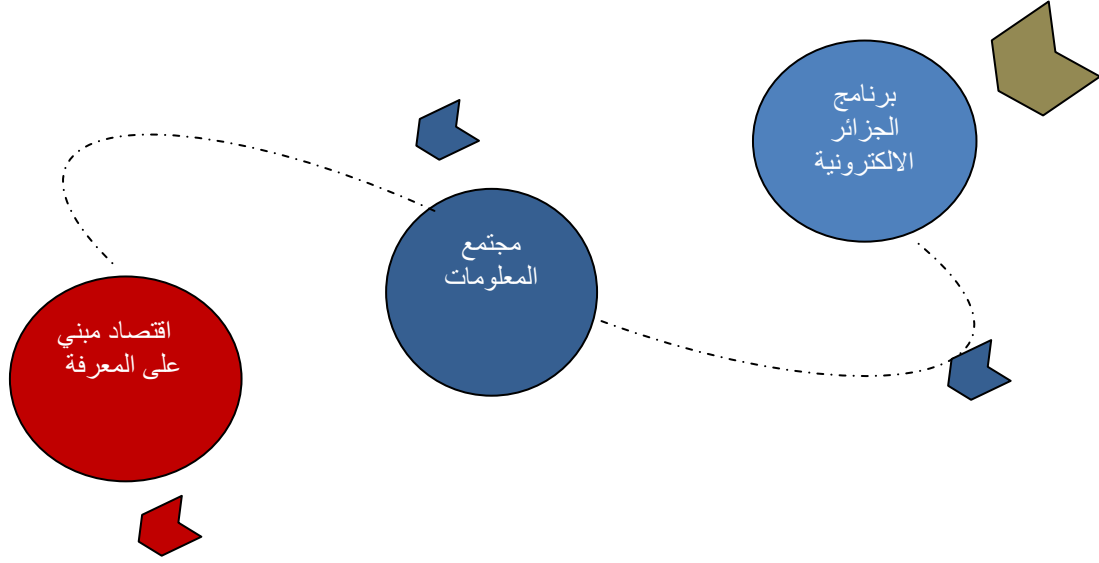 برنامج
الجزائر
الالكترونية
مجتمع
المعلومات
اقتصاد مبني
على المعرفة